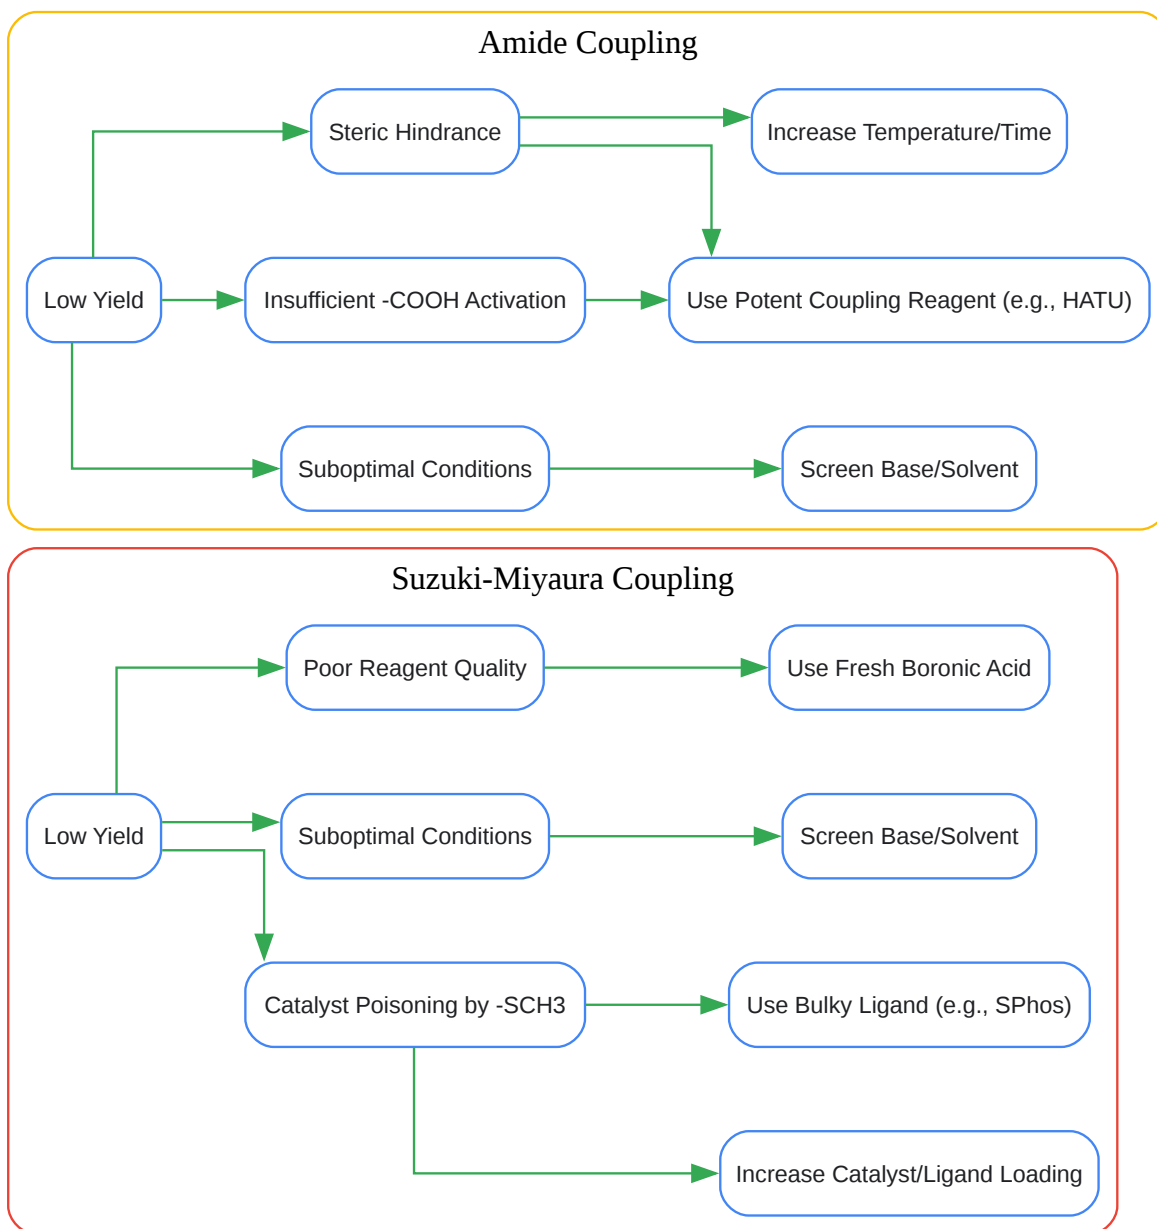 Amide Coupling
Steric Hindrance
Increase Temperature/Time
Low Yield
Insufficient -COOH Activation
Use Potent Coupling Reagent (e.g., HATU)
Suboptimal Conditions
Screen Base/Solvent
Suzuki-Miyaura Coupling
Poor Reagent Quality
Use Fresh Boronic Acid
Low Yield
Suboptimal Conditions
Screen Base/Solvent
Catalyst Poisoning by -SCH3
Use Bulky Ligand (e.g., SPhos)
Increase Catalyst/Ligand Loading